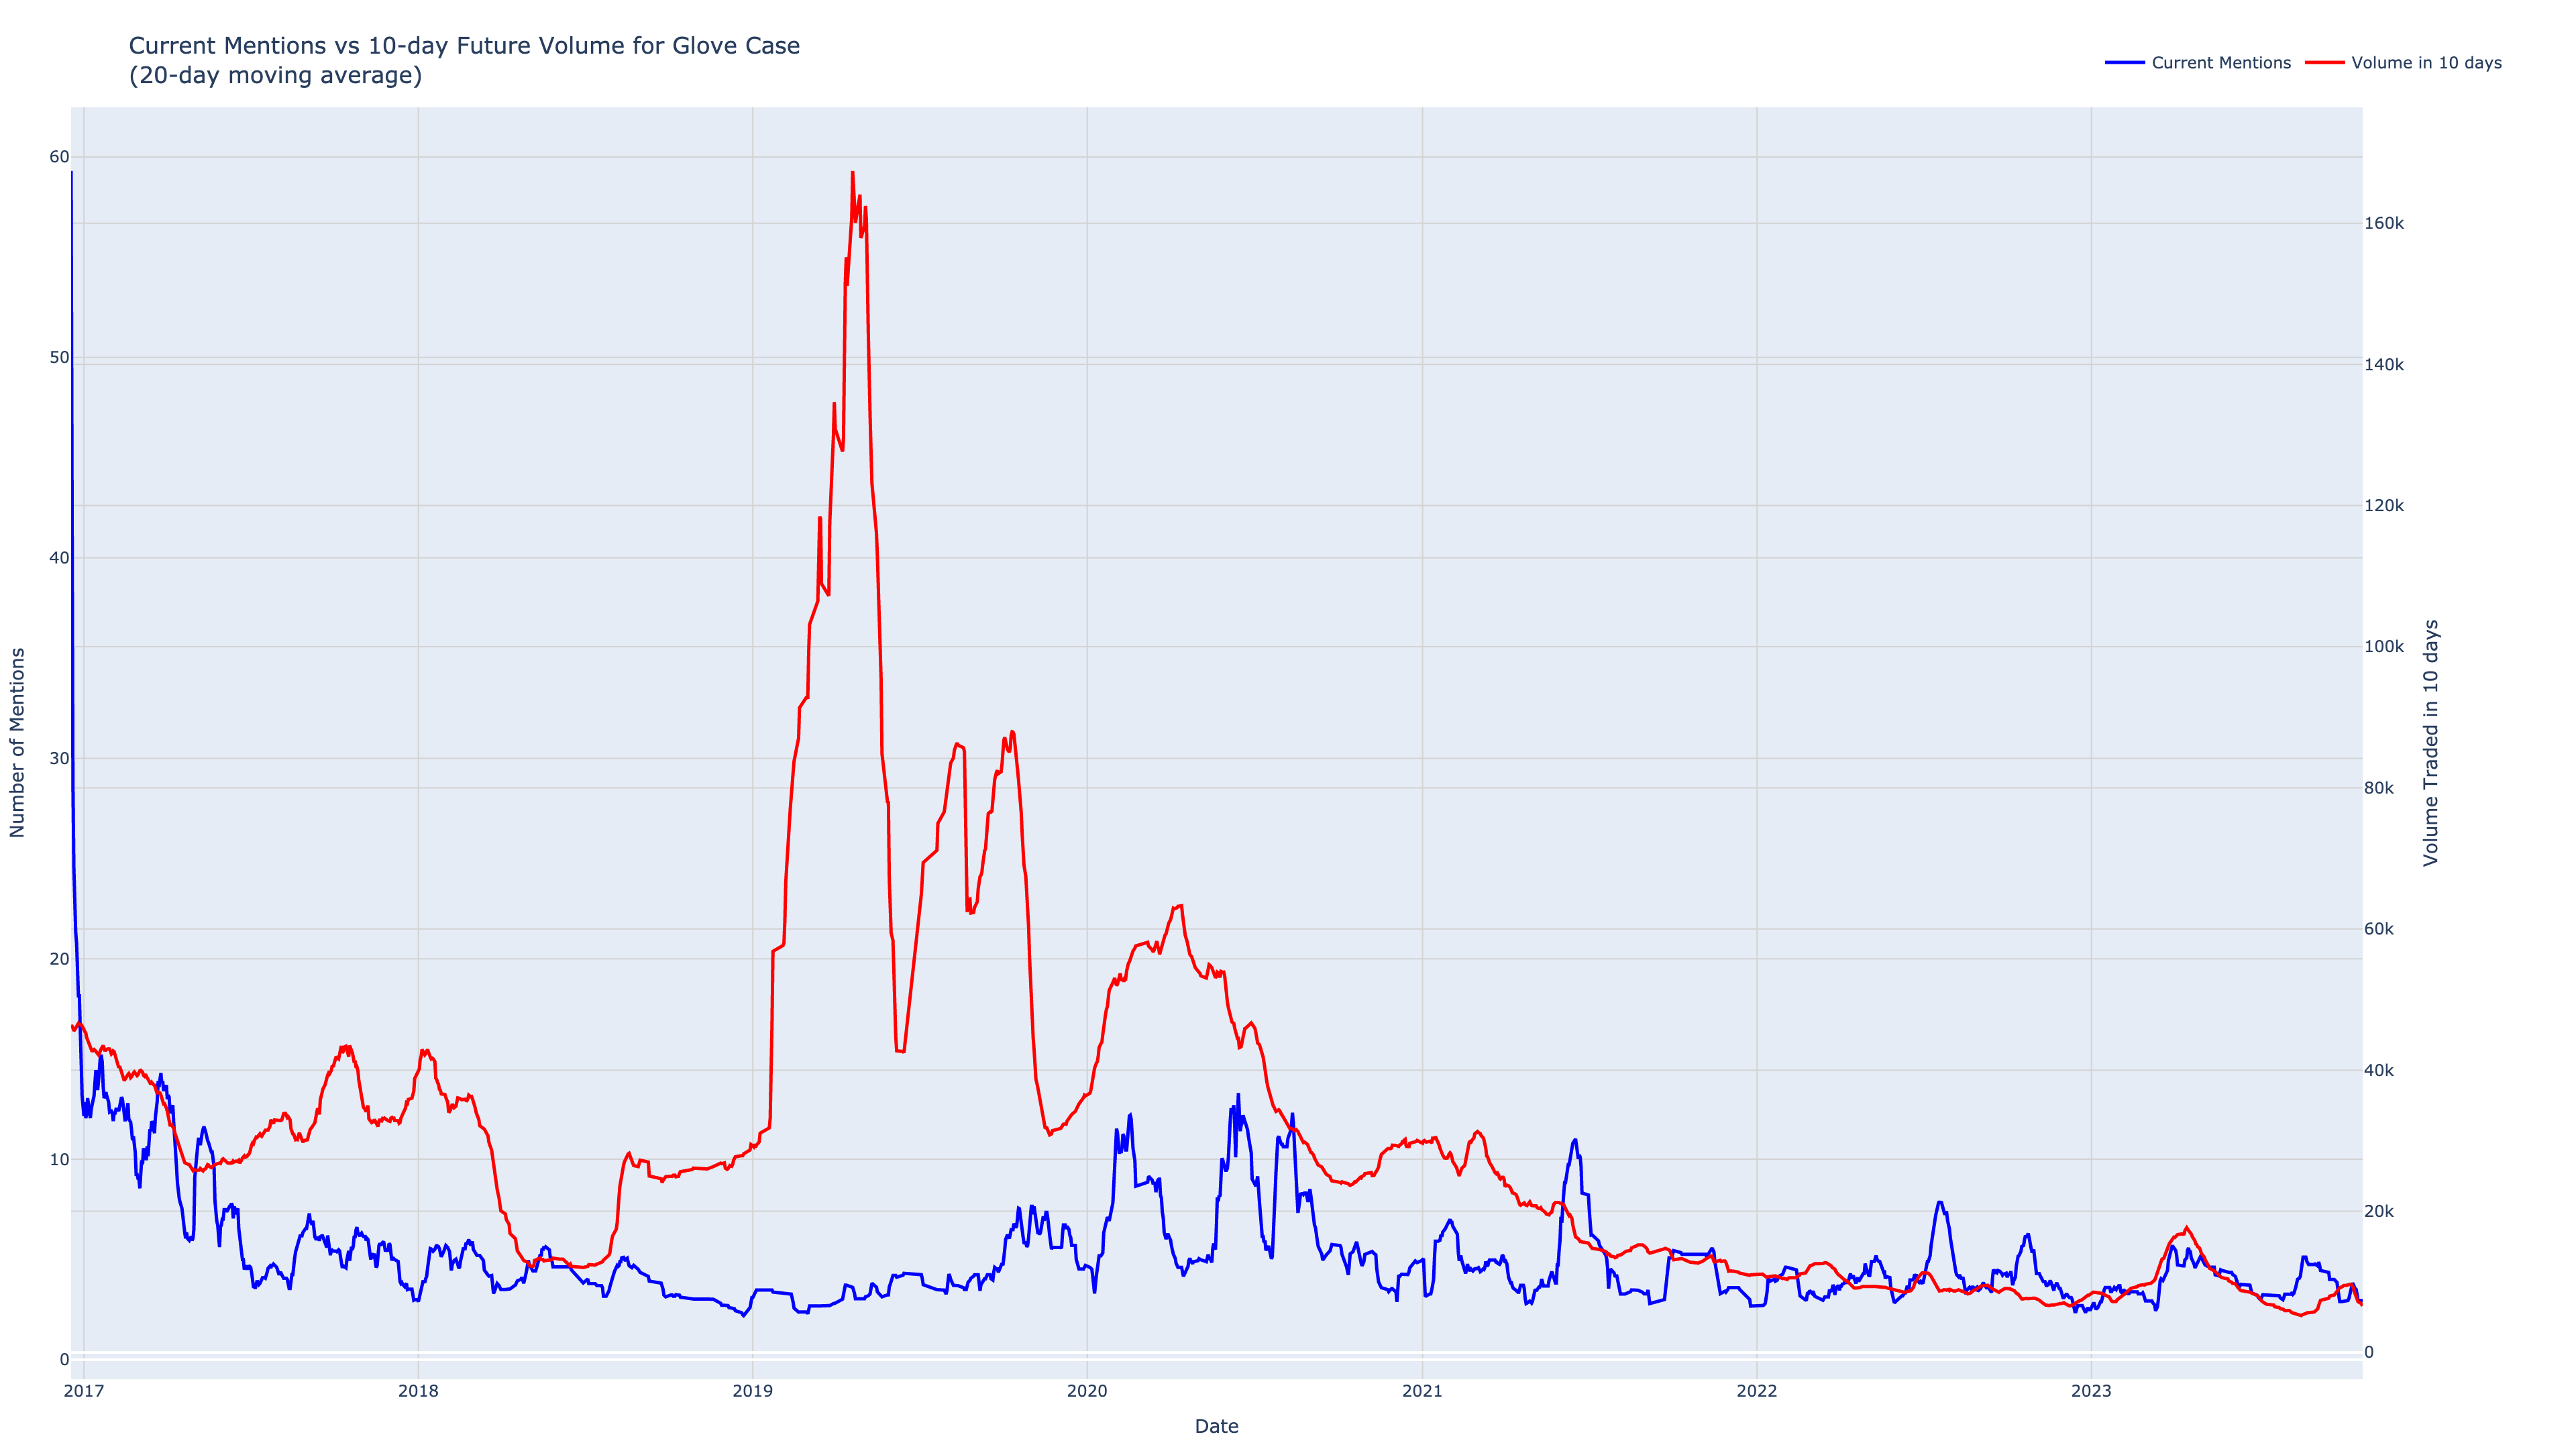 Current Mentions vs 10-day Future Volume for Glove Case
(20-day moving average)
Current Mentions
Volume in 10 days
60
50
40
30
20
10
0
Number of Mentions
160k
140k
120k
100k
80k
60k
40k
20k
0
Volume Traded in 10 days
2017 2018 2019 2020 2021 2022 2023
Date